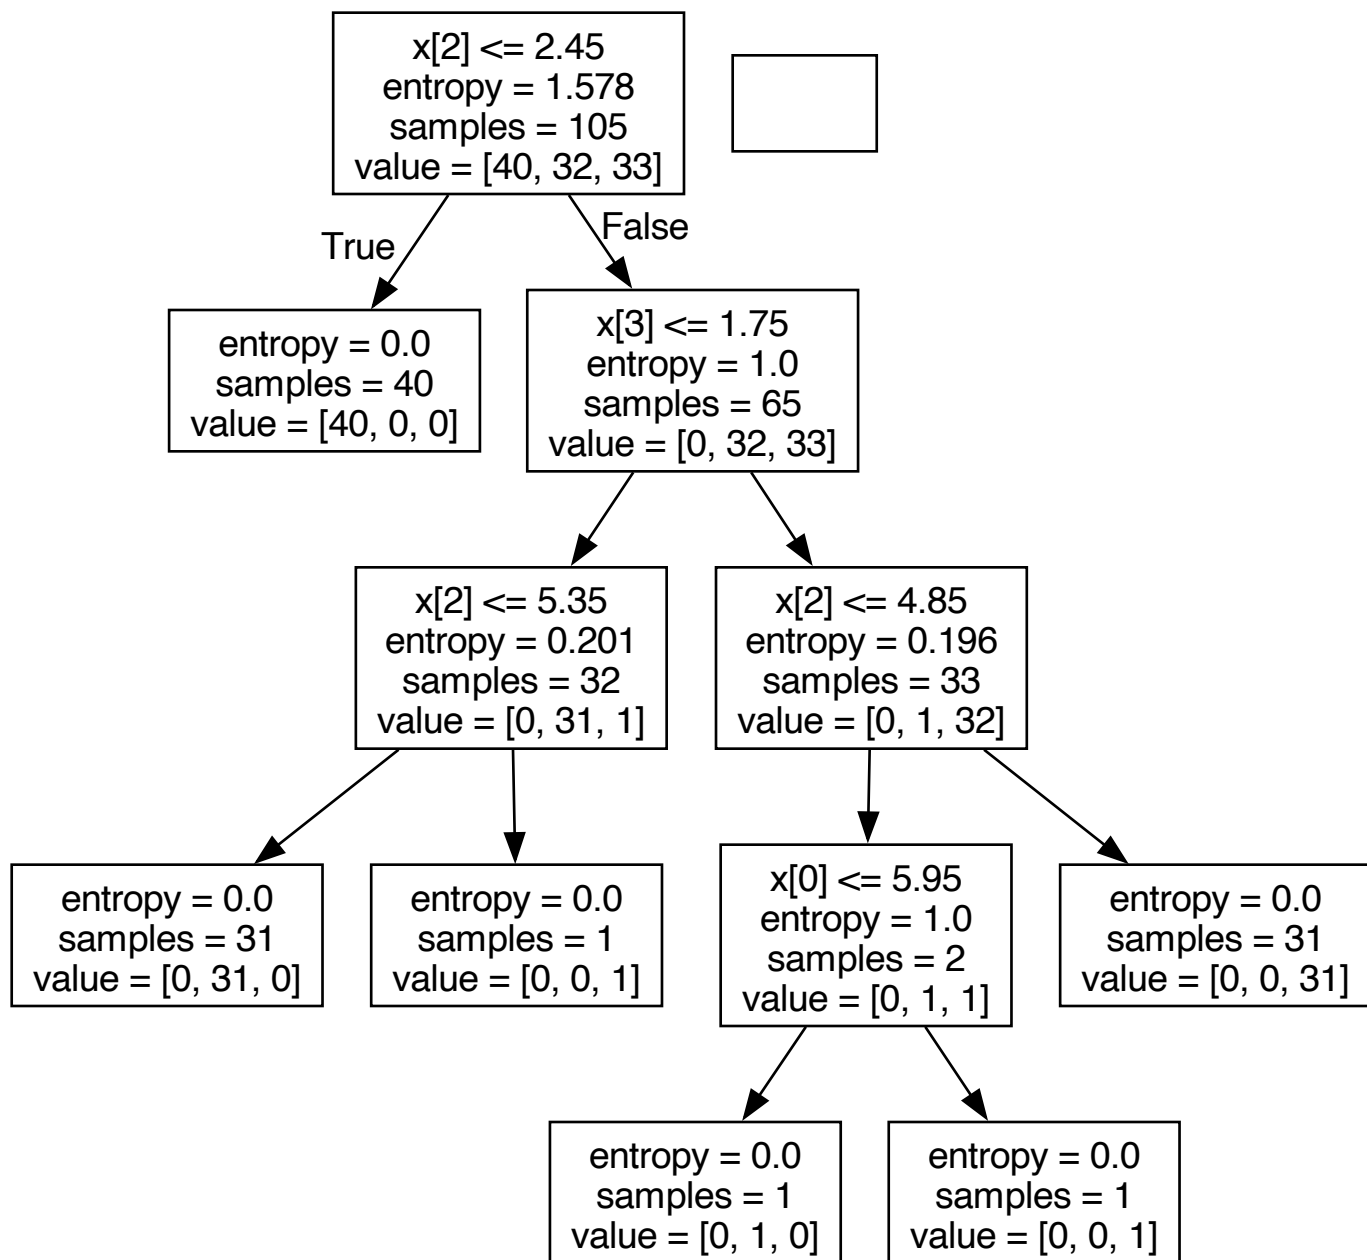 x[2] <= 2.45
entropy = 1.578
samples = 105
value = [40, 32, 33]
True
False
entropy = 0.0
samples = 40
value = [40, 0, 0]
x[3] <= 1.75
entropy = 1.0
samples = 65
value = [0, 32, 33]
x[2] <= 5.35
entropy = 0.201
samples = 32
value = [0, 31, 1]
x[2] <= 4.85
entropy = 0.196
samples = 33
value = [0, 1, 32]
entropy = 0.0
samples = 31
value = [0, 31, 0]
entropy = 0.0
samples = 1
value = [0, 0, 1]
x[0] <= 5.95
entropy = 1.0
samples = 2
value = [0, 1, 1]
entropy = 0.0
samples = 31
value = [0, 0, 31]
entropy = 0.0
samples = 1
value = [0, 1, 0]
entropy = 0.0
samples = 1
value = [0, 0, 1]